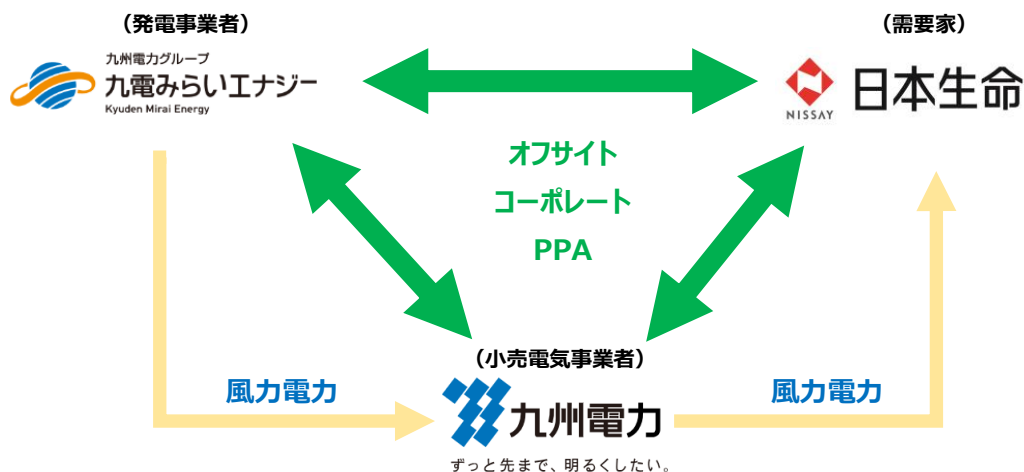 （発電事業者）
九州電力グループ
九電みらいエナジー
Kyuden Mirai Energy
（需要家）
NISSAY
日本生命
オフサイト
コーポレート
PPA
風力電力
（小売電気事業者）
九州電力
ずっと先まで、明るくしたい。
風力電力